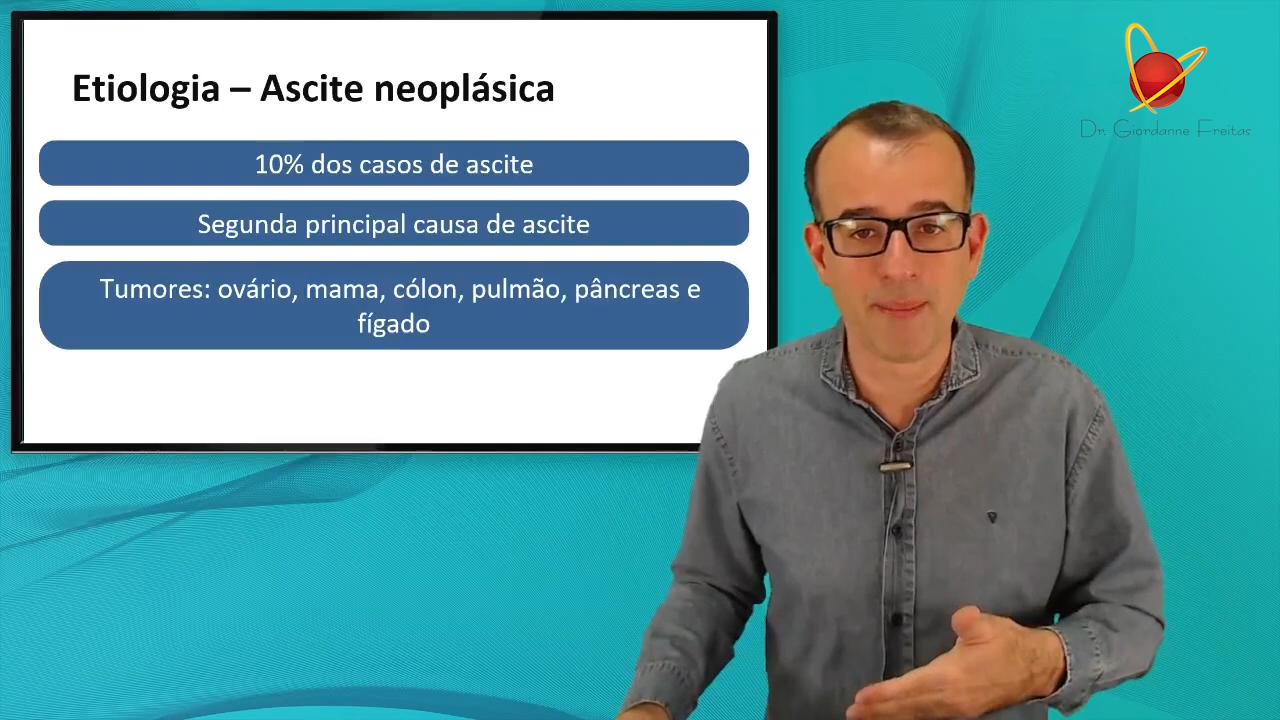 Etiologia – Ascite neoplásica
10% dos casos de ascite
Segunda principal causa de ascite
Tumores: ovário, mama, cólon, pulmão, pâncreas e
fígado
Dr. Giordanne Freitas